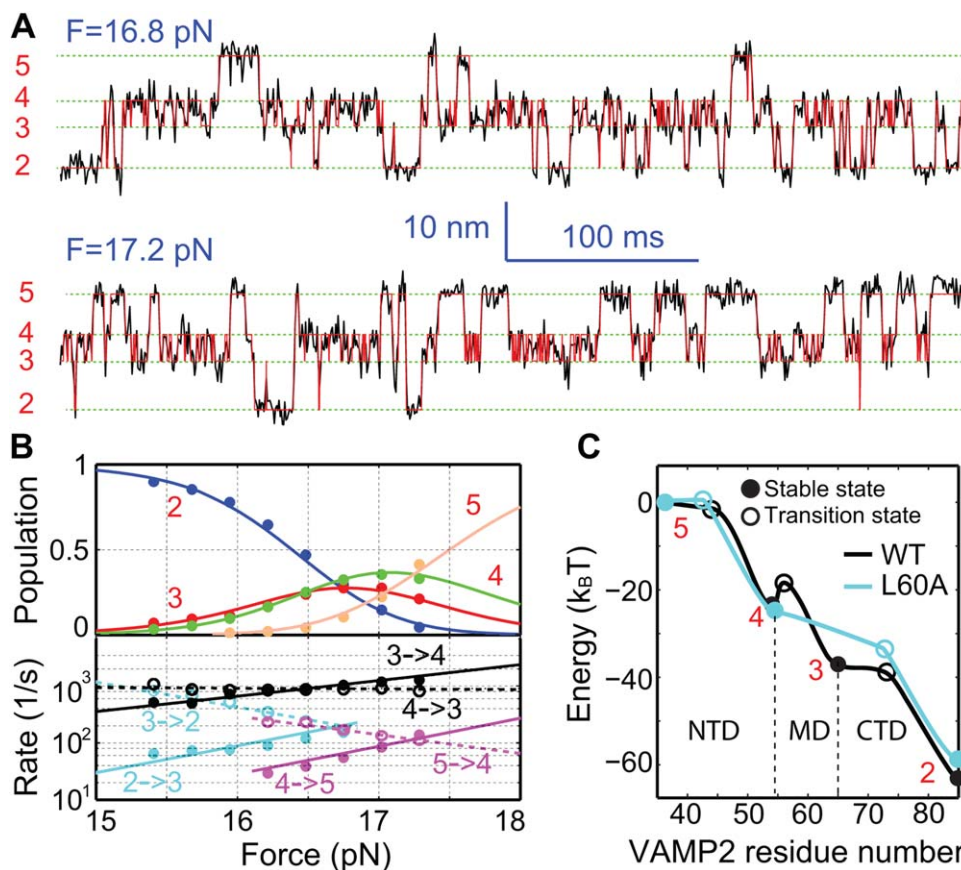 A
F=16.8 pN
5
4
3
2
10 nm
100 ms
F=17.2 pN
5
4
3
2
B
Population
1
0.5
0
2
3
5
4
Rate (1/s)
10³
10²
10¹
3->4
4->3
3->2
2->3
4->5
5->4
15
16
17
18
Force (pN)
C
Energy (kBT)
0
−20
−40
−60
Stable state
Transition state
WT
L60A
5
4
3
2
NTD
MD
CTD
40
50
60
70
80
VAMP2 residue number